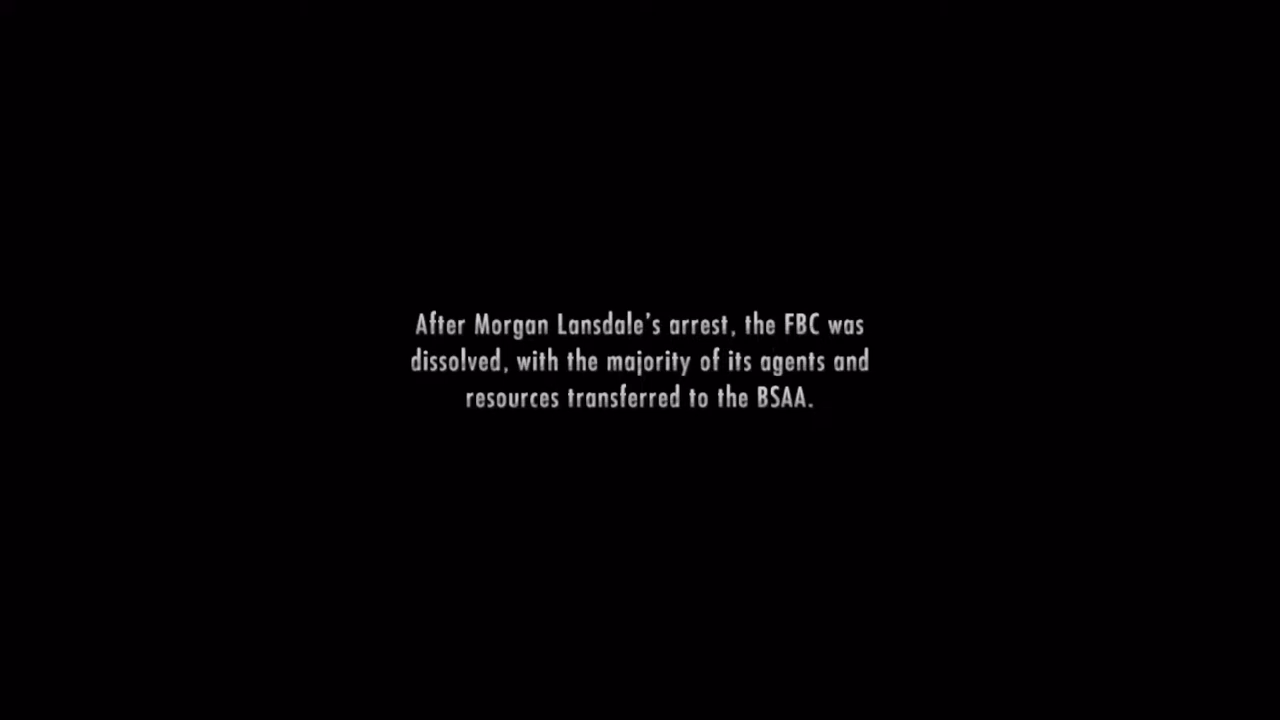 After Morgan Lansdale's arrest, the FBC was
dissolved, with the majority of its agents and
resources transferred to the BSAA.